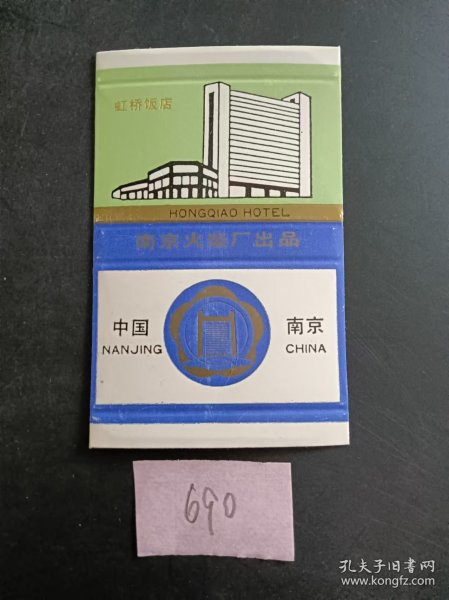 虹桥饭店
HONGQIAO HOTEL
南京火柴厂出品
中国 南京
NANJING CHINA
690
孔夫子旧书网
www.kongfz.com